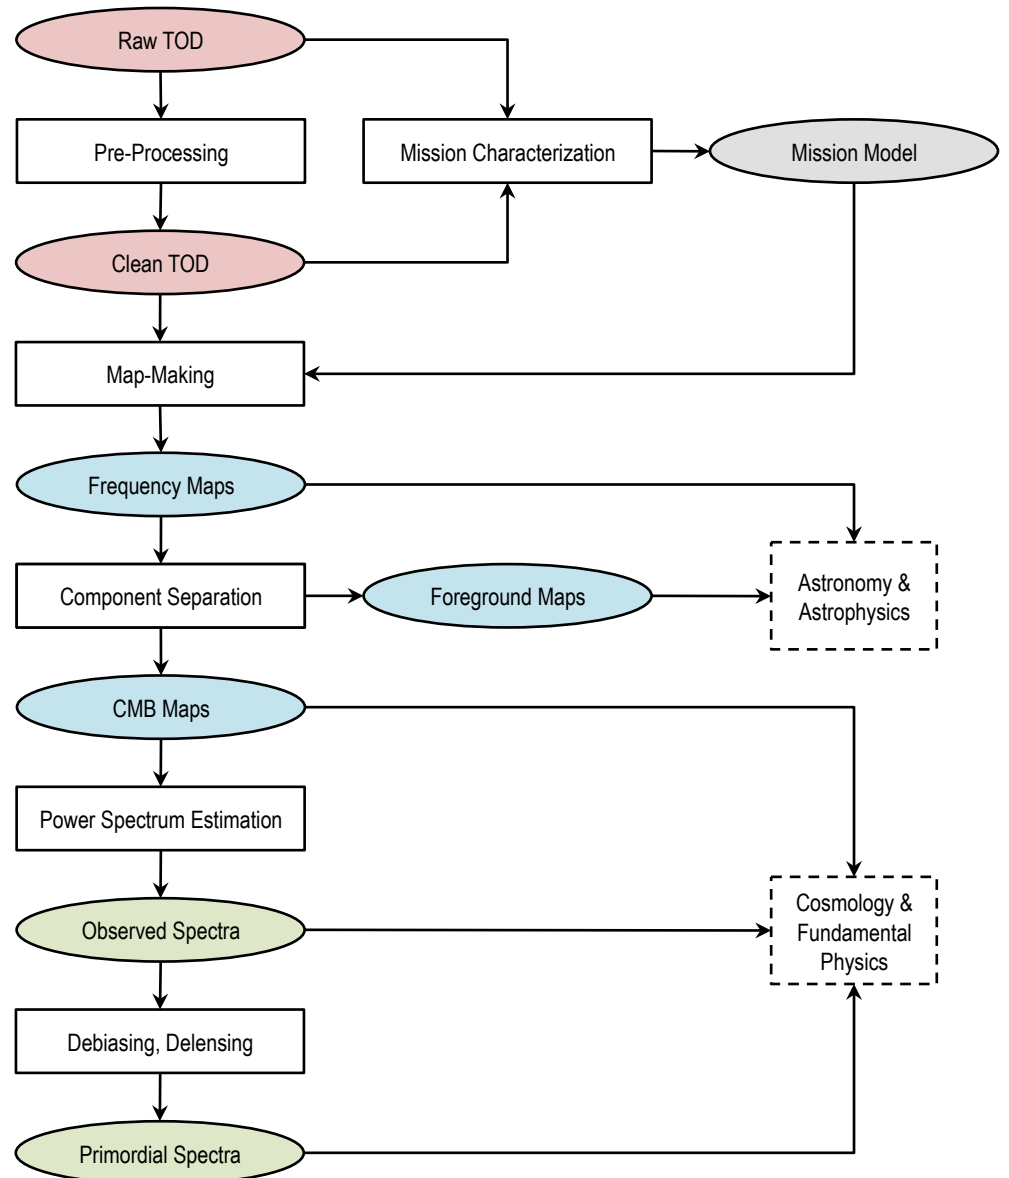 Raw TOD
Pre-Processing
Mission Characterization
Mission Model
Clean TOD
Map-Making
Frequency Maps
Component Separation
Foreground Maps
Astronomy &
Astrophysics
CMB Maps
Power Spectrum Estimation
Observed Spectra
Cosmology &
Fundamental
Physics
Debiasing, Delensing
Primordial Spectra